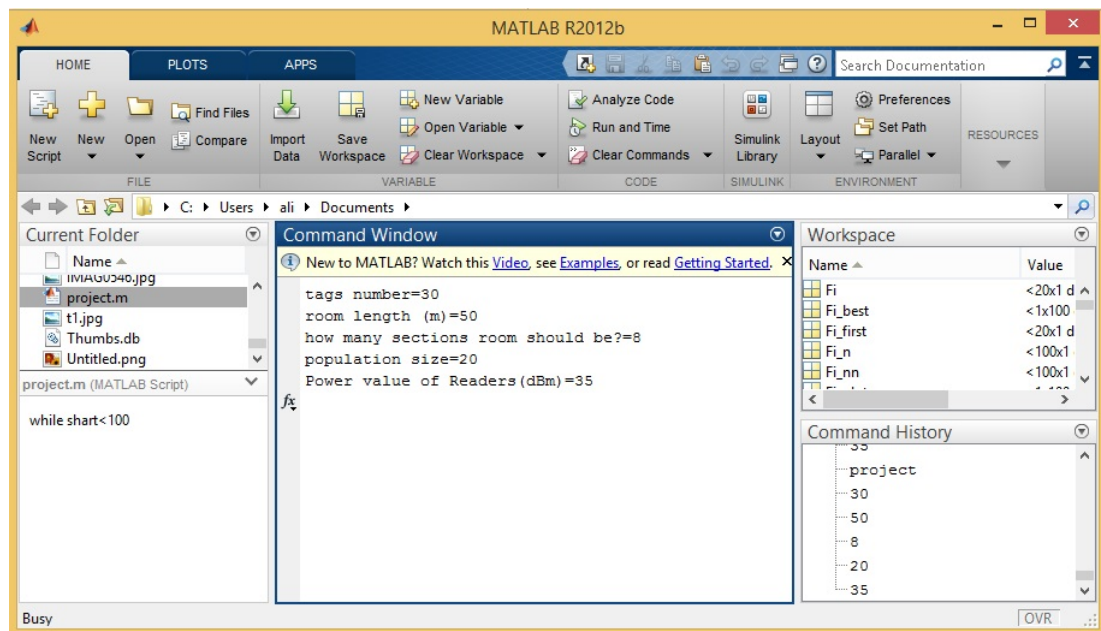 MATLAB R2012b
HOME PLOTS APPS
Search Documentation
New Script
New
Open
Find Files
Compare
FILE
Import Data
Save Workspace
New Variable
Open Variable
Clear Workspace
VARIABLE
Analyze Code
Run and Time
Clear Commands
CODE
Simulink Library
SIMULINK
Layout
Preferences
Set Path
Parallel
ENVIRONMENT
RESOURCES
C: Users ali Documents
Current Folder
Name
IMAG0546.jpg
project.m
t1.jpg
Thumbs.db
Untitled.png
project.m (MATLAB Script)
while shart<100
Command Window
New to MATLAB? Watch this Video, see Examples, or read Getting Started.
tags number=30
room length (m)=50
how many sections room should be?=8
population size=20
Power value of Readers(dBm)=35
fx
Workspace
Name Value
Fi <20x1 d
Fi_best <1x100
Fi_first <20x1 d
Fi_n <100x1
Fi_nn <100x1
Command History
35
project
30
50
8
20
35
Busy
OVR